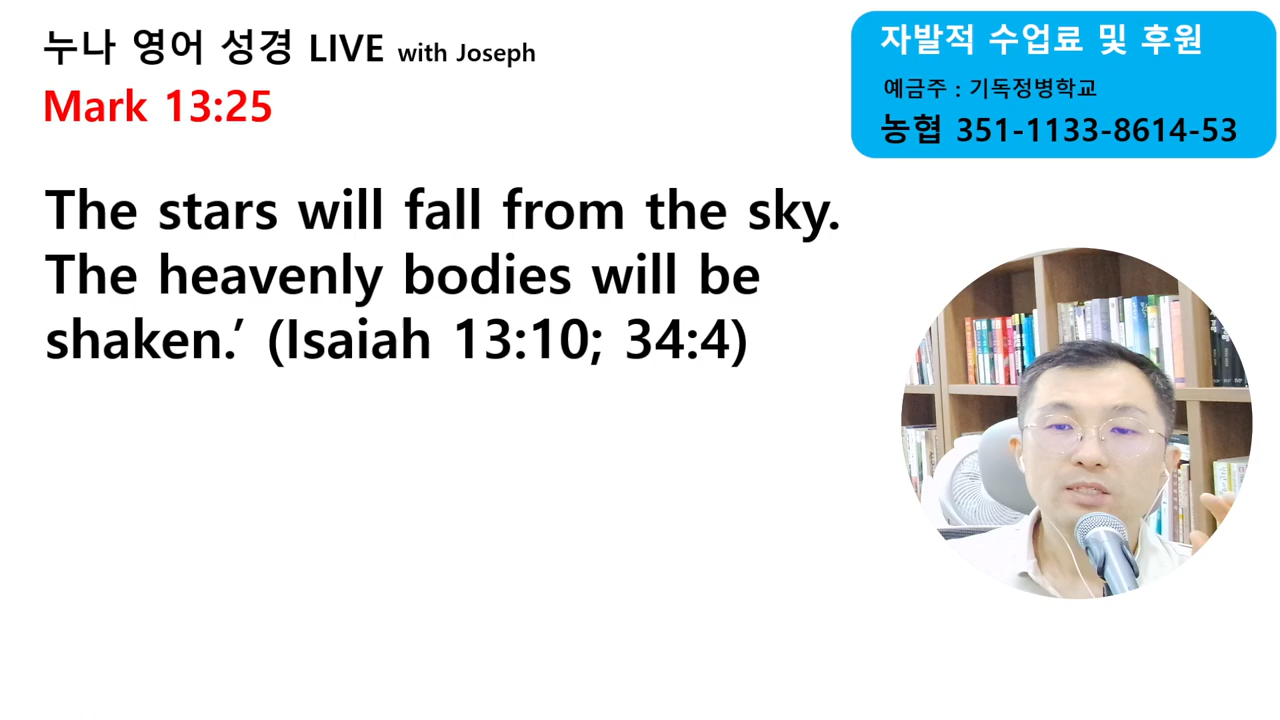 누나 영어 성경 LIVE with Joseph
Mark 13:25
자발적 수업료 및 후원
예금주 : 기독정병학교
농협 351-1133-8614-53
The stars will fall from the sky.
The heavenly bodies will be
shaken.’ (Isaiah 13:10; 34:4)